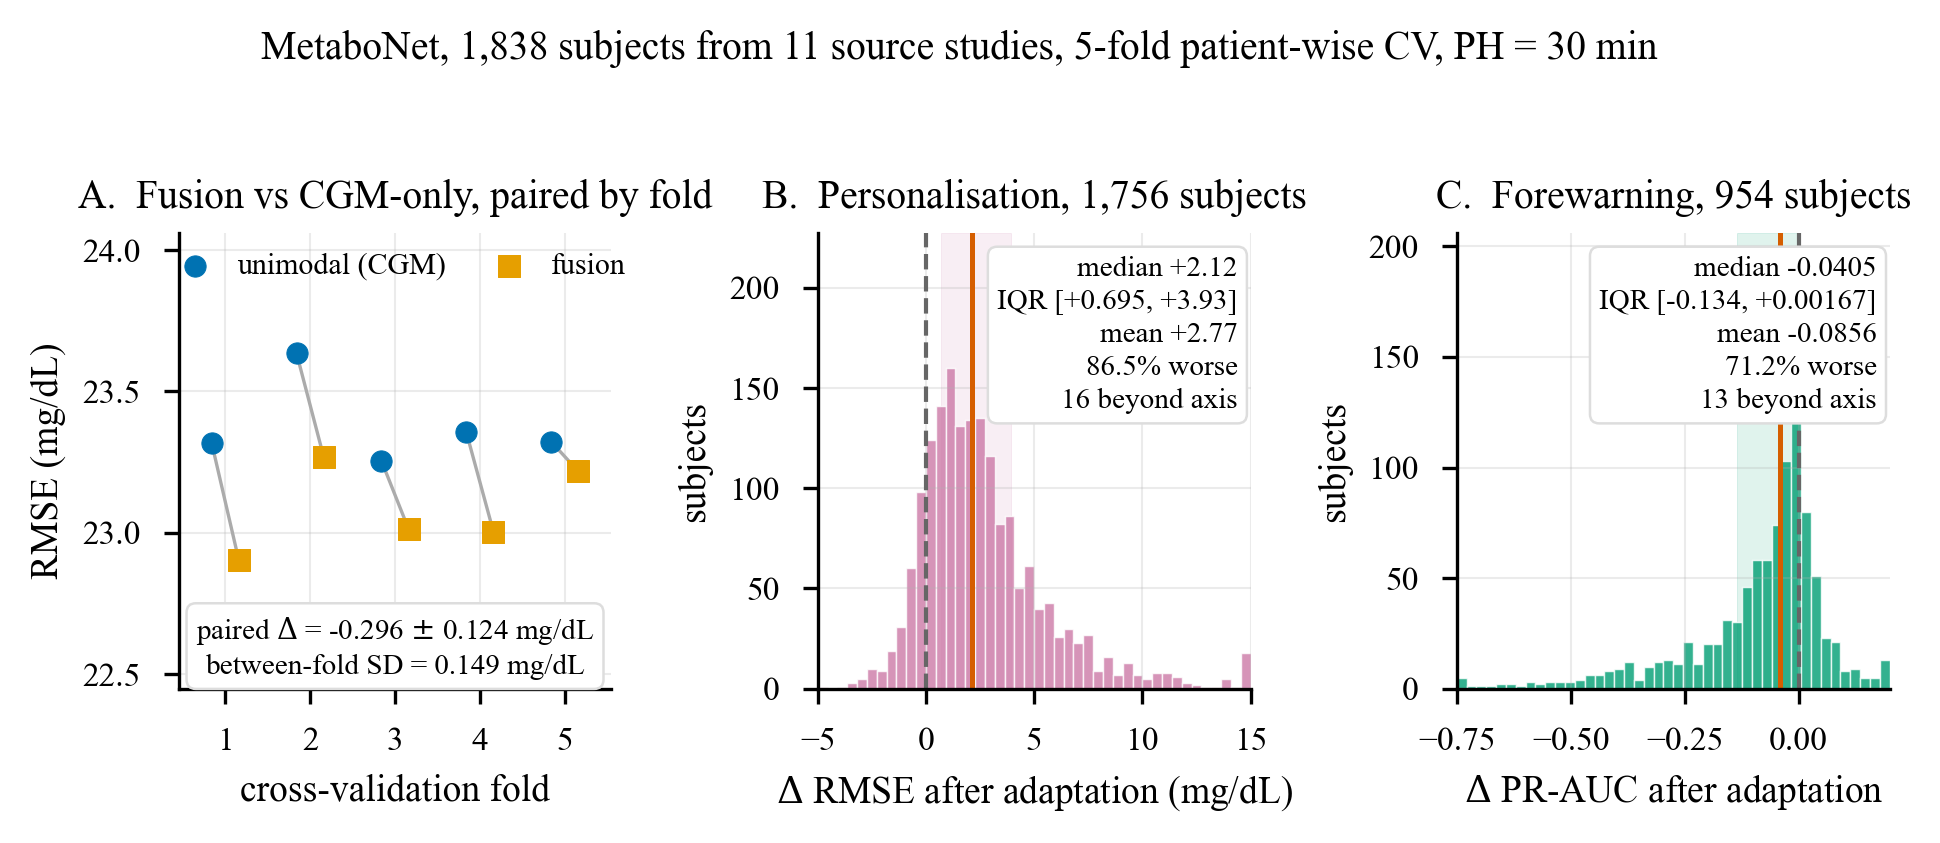 MetaboNet, 1,838 subjects from 11 source studies, 5-fold patient-wise CV, PH = 30 min
A. Fusion vs CGM-only, paired by fold
24.0
23.5
23.0
22.5
RMSE (mg/dL)
unimodal (CGM)
fusion
paired Δ = -0.296 ± 0.124 mg/dL
between-fold SD = 0.149 mg/dL
1 2 3 4 5
cross-validation fold
B. Personalisation, 1,756 subjects
200
150
100
50
0
subjects
median +2.12
IQR [+0.695, +3.93]
mean +2.77
86.5% worse
16 beyond axis
−5 0 5 10 15
Δ RMSE after adaptation (mg/dL)
C. Forewarning, 954 subjects
200
150
100
50
0
subjects
median -0.0405
IQR [-0.134, +0.00167]
mean -0.0856
71.2% worse
13 beyond axis
−0.75 −0.50 −0.25 0.00
Δ PR-AUC after adaptation